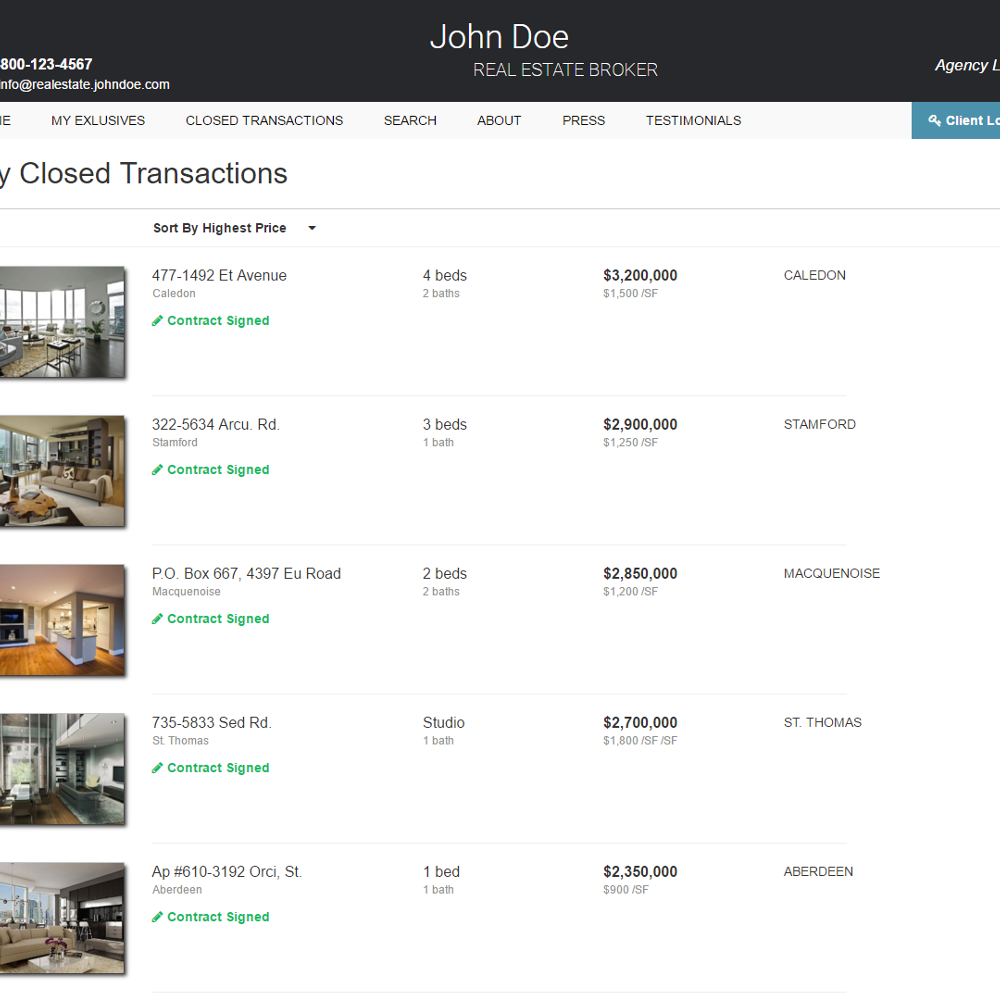 John Doe
REAL ESTATE BROKER
800-123-4567
info@realestate.johndoe.com
Agency L
MY EXLUSIVES CLOSED TRANSACTIONS SEARCH ABOUT PRESS TESTIMONIALS
Client Lo
y Closed Transactions
Sort By Highest Price
477-1492 Et Avenue 4 beds $3,200,000 CALEDON
Caledon 2 baths $1,500 /SF
Contract Signed
322-5634 Arcu. Rd. 3 beds $2,900,000 STAMFORD
Stamford 1 bath $1,250 /SF
Contract Signed
P.O. Box 667, 4397 Eu Road 2 beds $2,850,000 MACQUENOISE
Macquenoise 2 baths $1,200 /SF
Contract Signed
735-5833 Sed Rd. Studio $2,700,000 ST. THOMAS
St. Thomas 1 bath $1,800 /SF /SF
Contract Signed
Ap #610-3192 Orci, St. 1 bed $2,350,000 ABERDEEN
Aberdeen 1 bath $900 /SF
Contract Signed